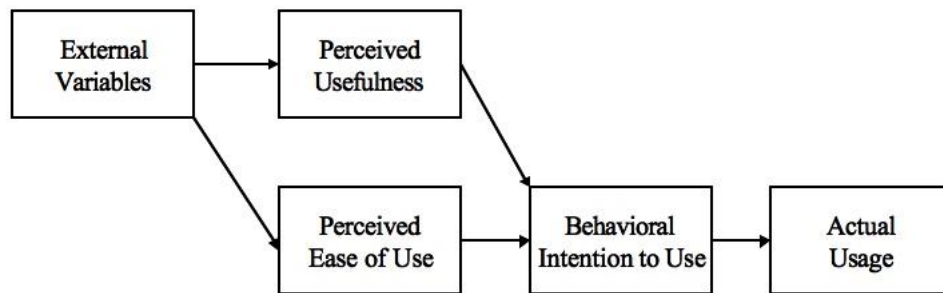 External
Variables
Perceived
Usefulness
Perceived
Ease of Use
Behavioral
Intention to Use
Actual
Usage